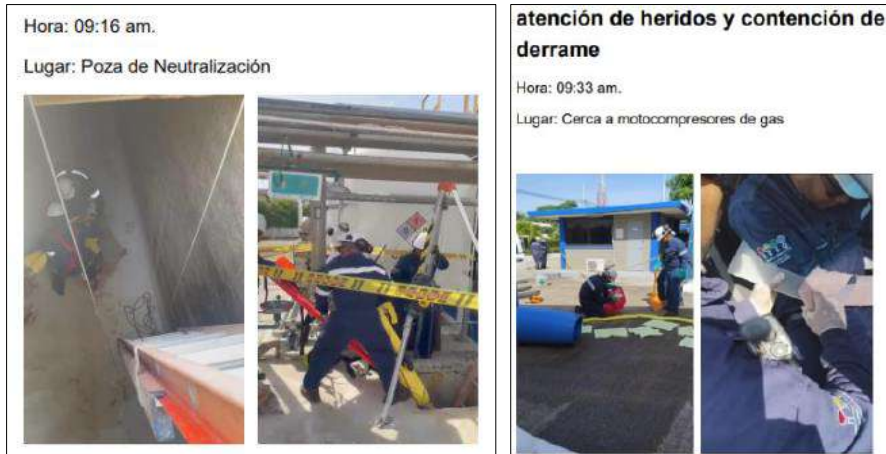 Hora: 09:16 am.
Lugar: Poza de Neutralización
atención de heridos y contención de
derrame
Hora: 09:33 am.
Lugar: Cerca a motocompresores de gas